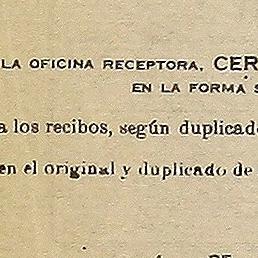 LA OFICINA RECEPTORA, CER
EN LA FORMA S
a los recibos, según duplicado
en el original y duplicado de